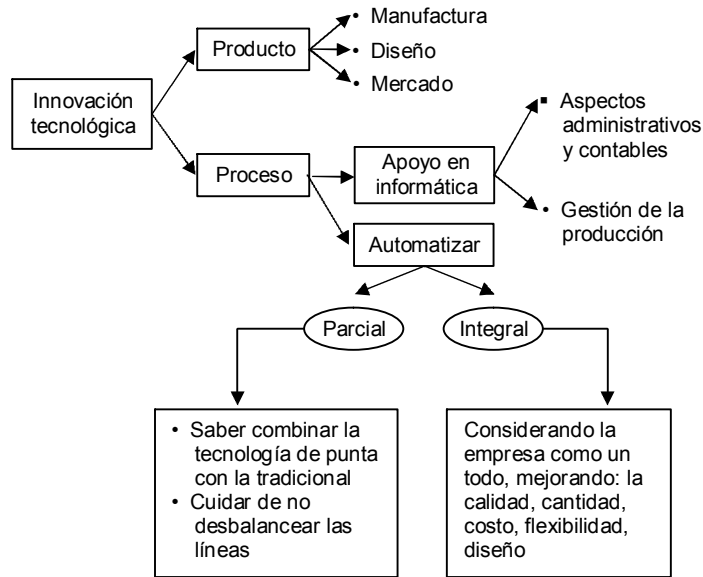 Innovación
tecnológica
Producto
• Manufactura
• Diseño
• Mercado
Proceso
Apoyo en
informática
▪ Aspectos
administrativos
y contables
• Gestión de la
producción
Automatizar
Parcial
Integral
• Saber combinar la
tecnología de punta
con la tradicional
• Cuidar de no
desbalancear las
líneas
Considerando la
empresa como un
todo, mejorando: la
calidad, cantidad,
costo, flexibilidad,
diseño